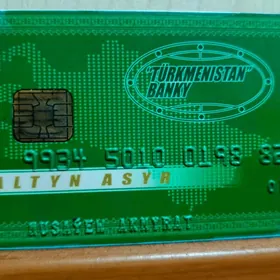 "TÜRKMENISTAN"
BANKY
9934 5010 0198
ALTYN ASYR